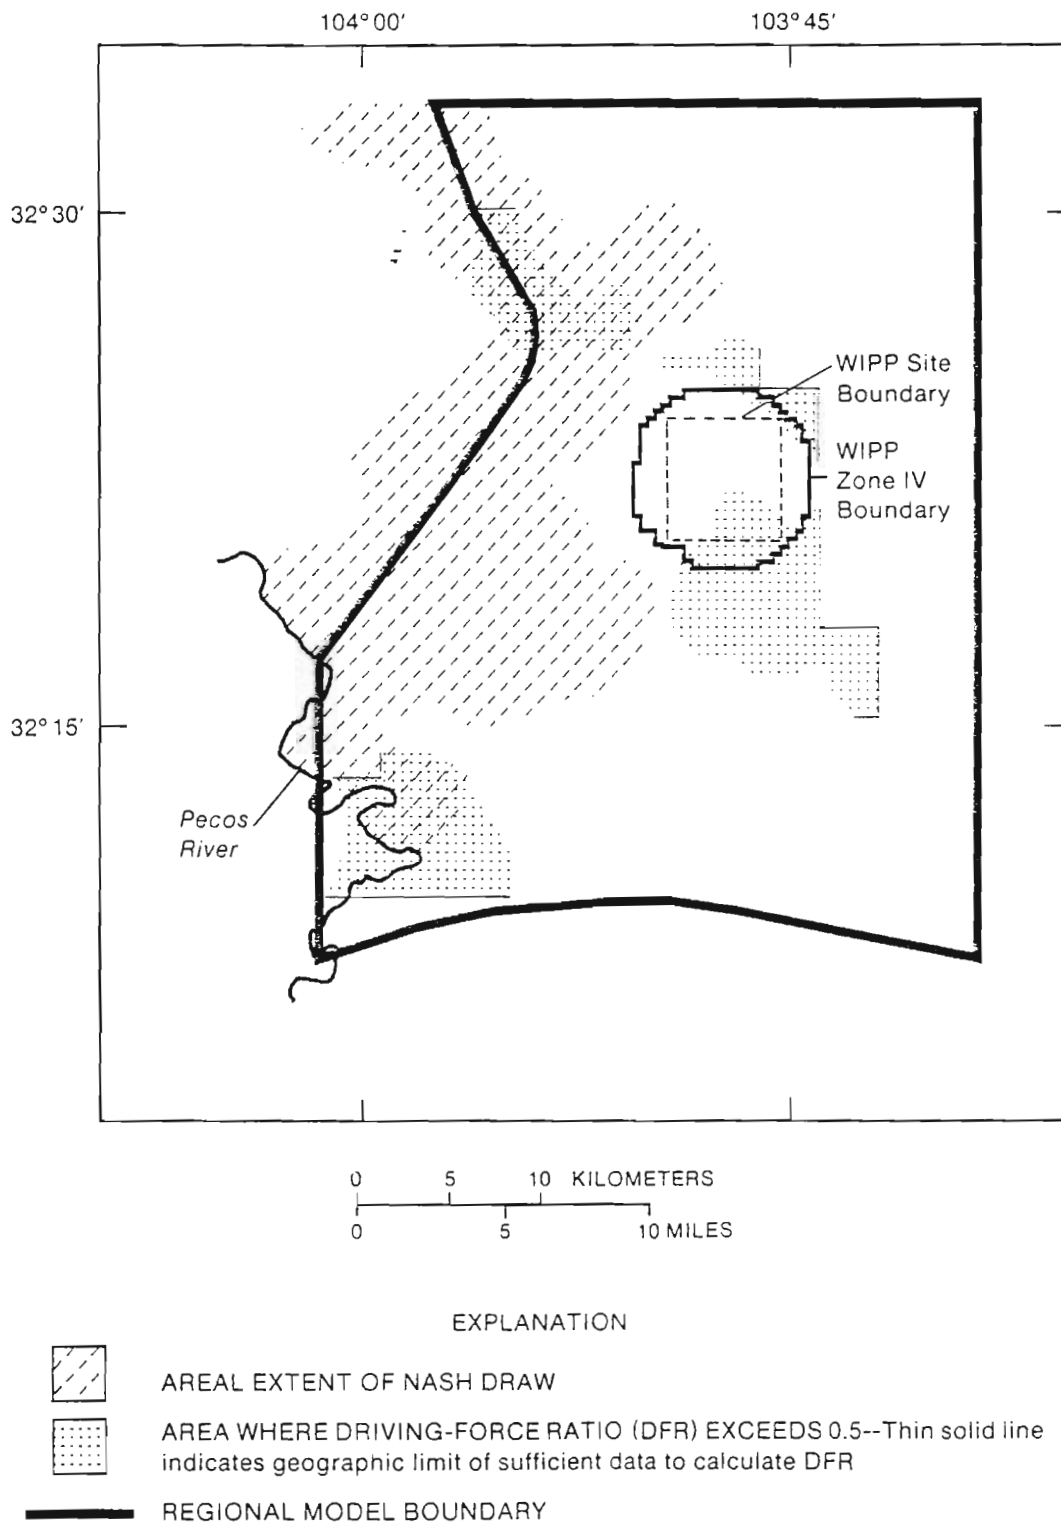 104°00'
103°45'
32°30'
WIPP Site
Boundary
WIPP
Zone IV
Boundary
32°15'
Pecos
River
0 5 10 KILOMETERS
0 5 10 MILES
EXPLANATION
AREAL EXTENT OF NASH DRAW
AREA WHERE DRIVING-FORCE RATIO (DFR) EXCEEDS 0.5--Thin solid line
indicates geographic limit of sufficient data to calculate DFR
REGIONAL MODEL BOUNDARY